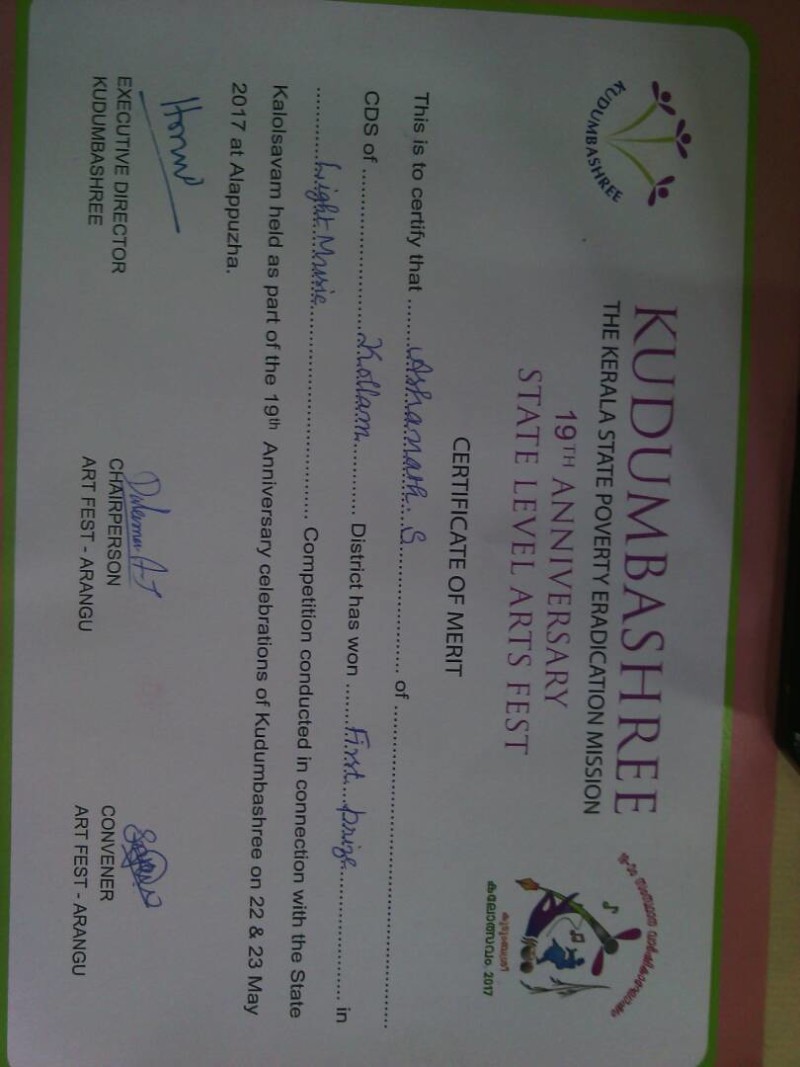 KUDUMBASHREE
KUDUMBASHREE
THE KERALA STATE POVERTY ERADICATION MISSION
19TH ANNIVERSARY
STATE LEVEL ARTS FEST
കുടുംബശ്രീ
കലോത്സവം 2017
CERTIFICATE OF MERIT
This is to certify that ........Ashanath. S........................ of ................................................
CDS of ..........................Kollam.............. District has won ........First prize.................... in
............Light Music.............................. Competition conducted in connection with the State
Kalolsavam held as part of the 19th Anniversary celebrations of Kudumbashree on 22 & 23 May
2017 at Alappuzha.
EXECUTIVE DIRECTOR
KUDUMBASHREE
CHAIRPERSON
ART FEST - ARANGU
CONVENER
ART FEST - ARANGU